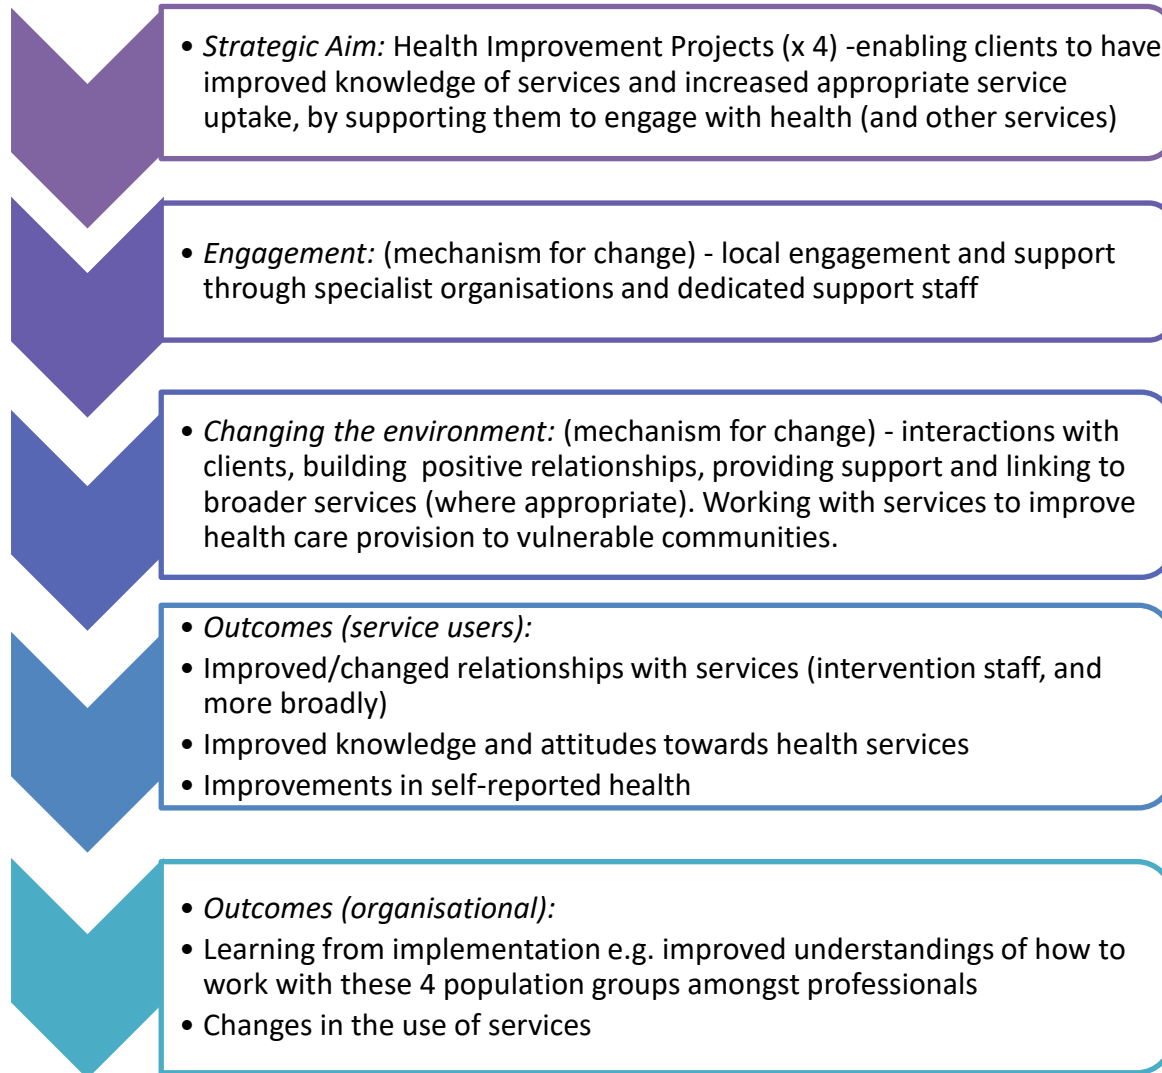 • Strategic Aim: Health Improvement Projects (x 4) -enabling clients to have
improved knowledge of services and increased appropriate service
uptake, by supporting them to engage with health (and other services)
• Engagement: (mechanism for change) - local engagement and support
through specialist organisations and dedicated support staff
• Changing the environment: (mechanism for change) - interactions with
clients, building  positive relationships, providing support and linking to
broader services (where appropriate). Working with services to improve
health care provision to vulnerable communities.
• Outcomes (service users):
• Improved/changed relationships with services (intervention staff, and
more broadly)
• Improved knowledge and attitudes towards health services
• Improvements in self-reported health
• Outcomes (organisational):
• Learning from implementation e.g. improved understandings of how to
work with these 4 population groups amongst professionals
• Changes in the use of services